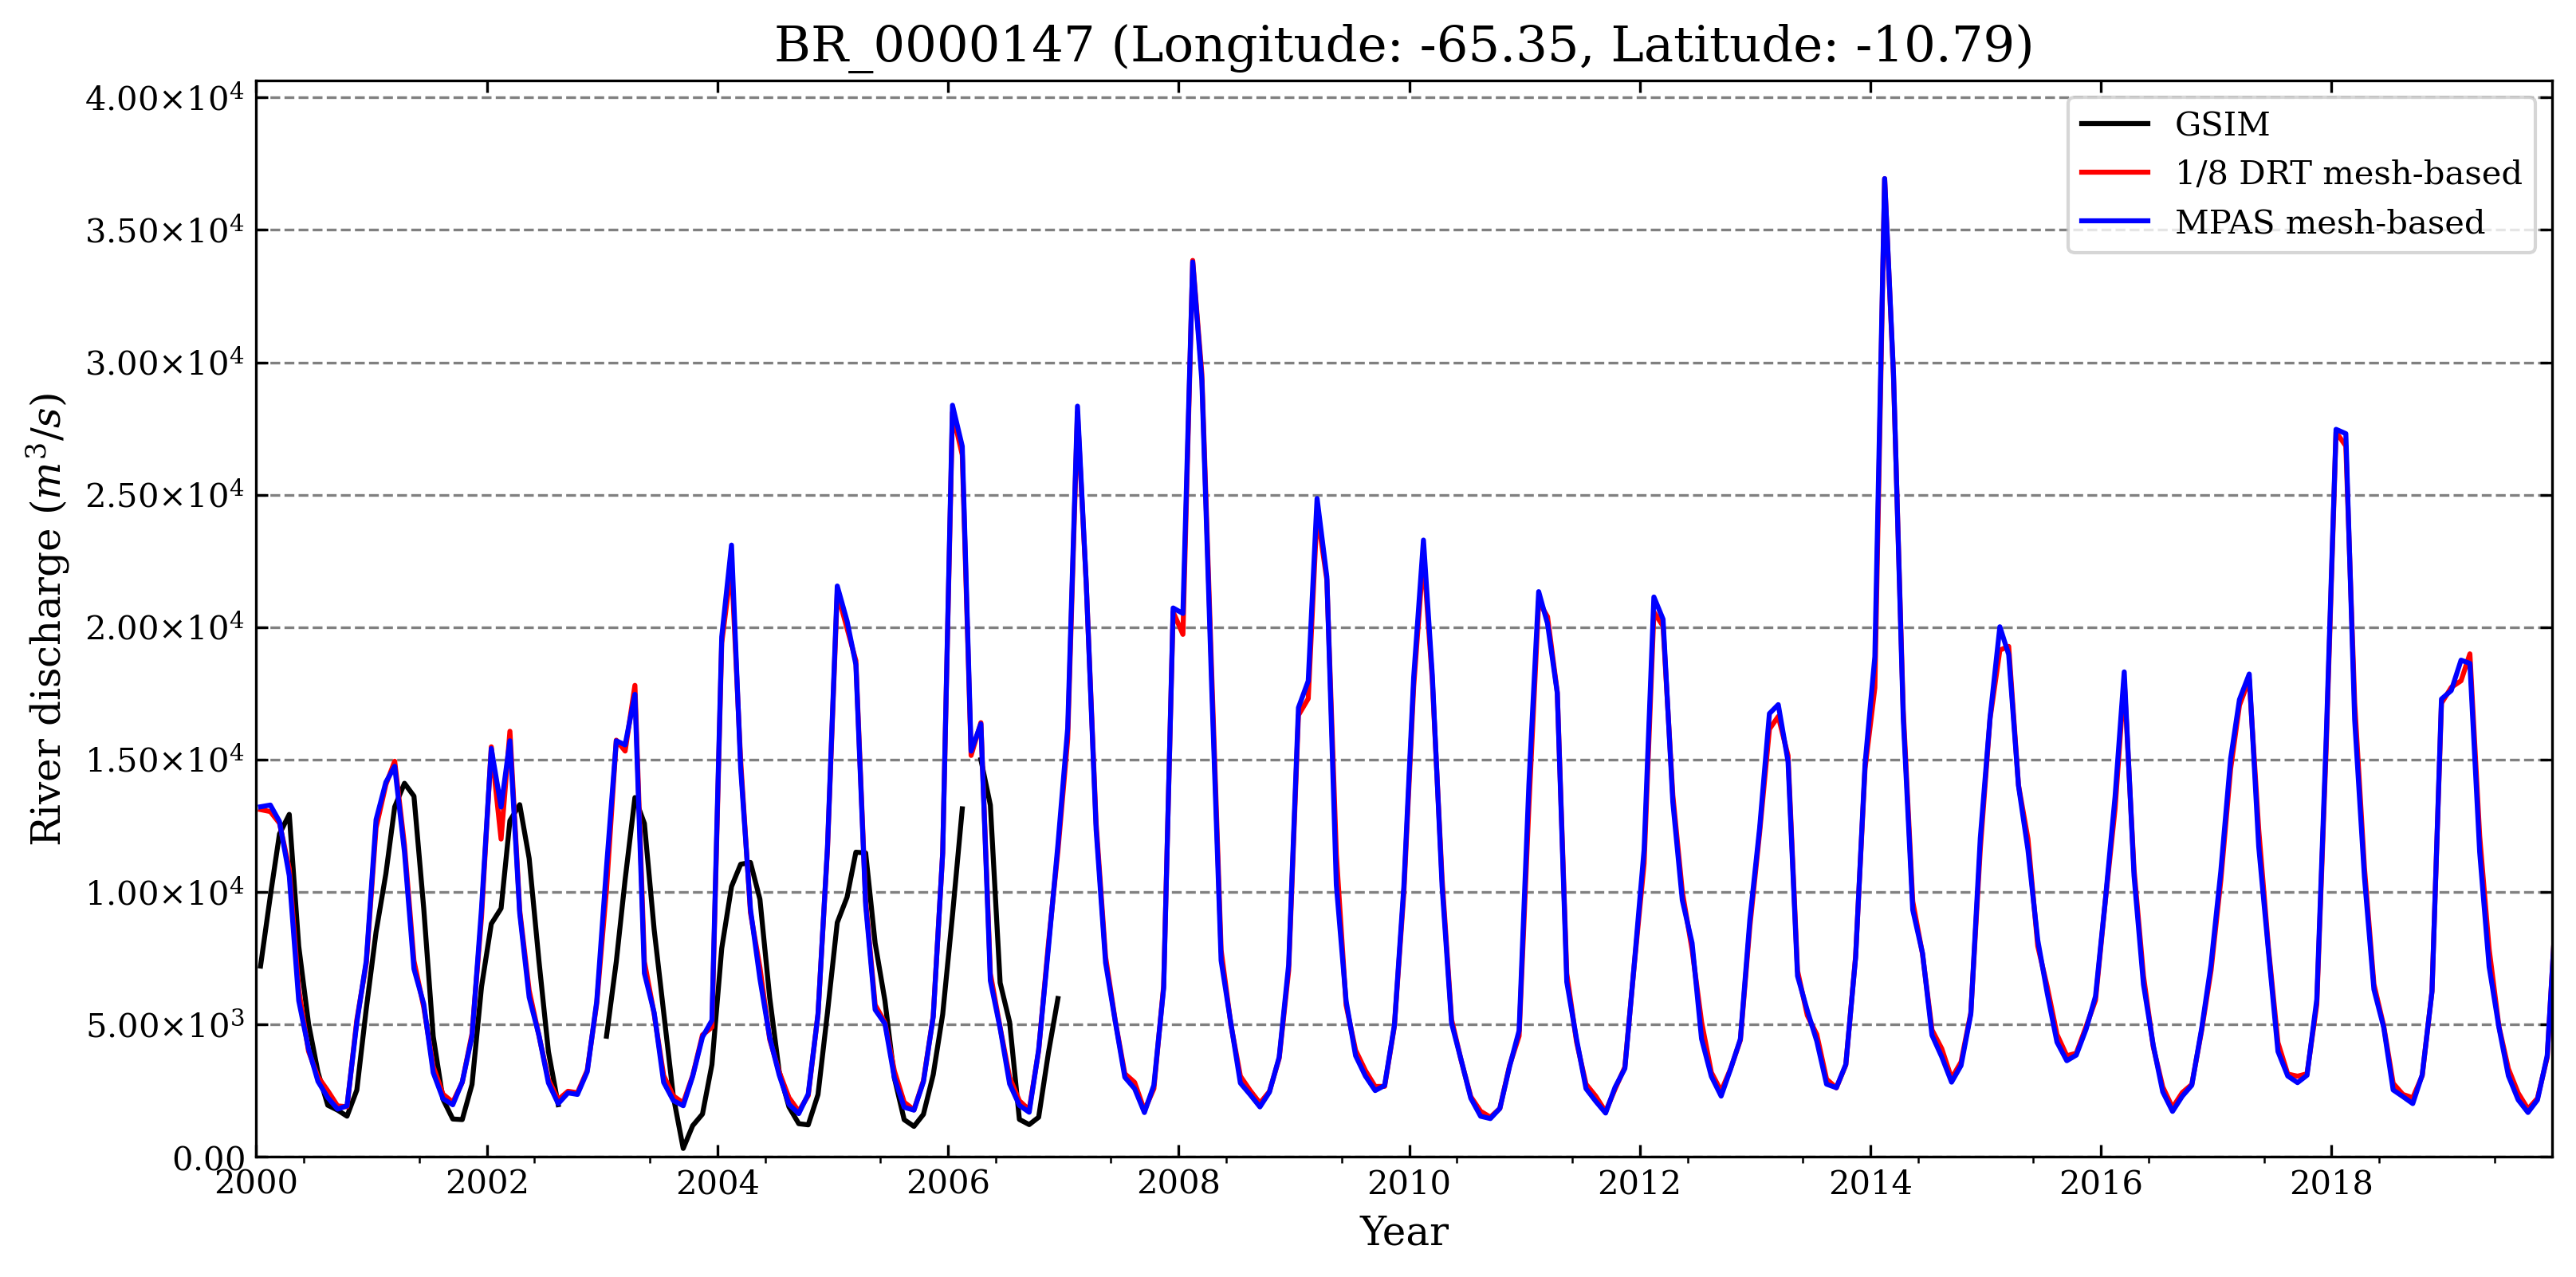 BR_0000147 (Longitude: -65.35, Latitude: -10.79)
River discharge (m³/s)
4.00×10⁴
3.50×10⁴
3.00×10⁴
2.50×10⁴
2.00×10⁴
1.50×10⁴
1.00×10⁴
5.00×10³
0.00
GSIM
1/8 DRT mesh-based
MPAS mesh-based
2000 2002 2004 2006 2008 2010 2012 2014 2016 2018
Year